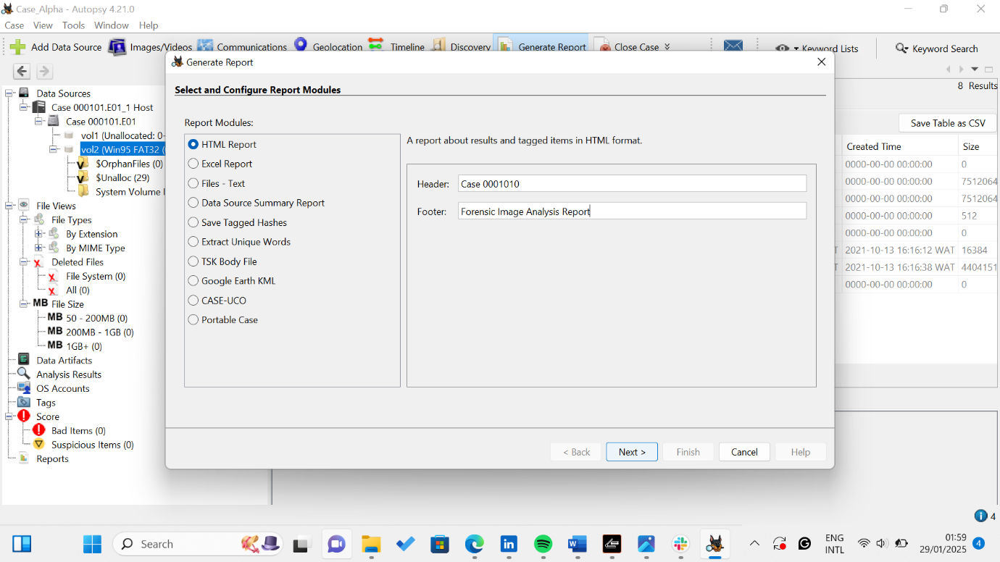 Case_Alpha - Autopsy 4.21.0
Case View Tools Window Help
Add Data Source Images/Videos Communications Geolocation Timeline Discovery Generate Report Close Case Keyword Lists Keyword Search
Generate Report
Select and Configure Report Modules
Report Modules:
HTML Report
Excel Report
Files - Text
Data Source Summary Report
Save Tagged Hashes
Extract Unique Words
TSK Body File
Google Earth KML
CASE-UCO
Portable Case
A report about results and tagged items in HTML format.
Header: Case 0001010
Footer: Forensic Image Analysis Report
< Back Next > Finish Cancel Help
Data Sources
Case 000101.E01_1 Host
Case 000101.E01
vol1 (Unallocated: 0-
vol2 (Win95 FAT32 (
$OrphanFiles (0)
$Unalloc (29)
System Volume
File Views
File Types
By Extension
By MIME Type
Deleted Files
File System (0)
All (0)
MB File Size
MB 50 - 200MB (0)
MB 200MB - 1GB (0)
MB 1GB+ (0)
Data Artifacts
Analysis Results
OS Accounts
Tags
Score
Bad Items (0)
Suspicious Items (0)
Reports
8 Results
Save Table as CSV
Created Time Size
0000-00-00 00:00:00 0
0000-00-00 00:00:00 7512064
0000-00-00 00:00:00 7512064
0000-00-00 00:00:00 512
0000-00-00 00:00:00 0
T 2021-10-13 16:16:12 WAT 16384
T 2021-10-13 16:16:38 WAT 4404151
0000-00-00 00:00:00 0
4
Search
ENG
INTL
01:59
29/01/2025
4